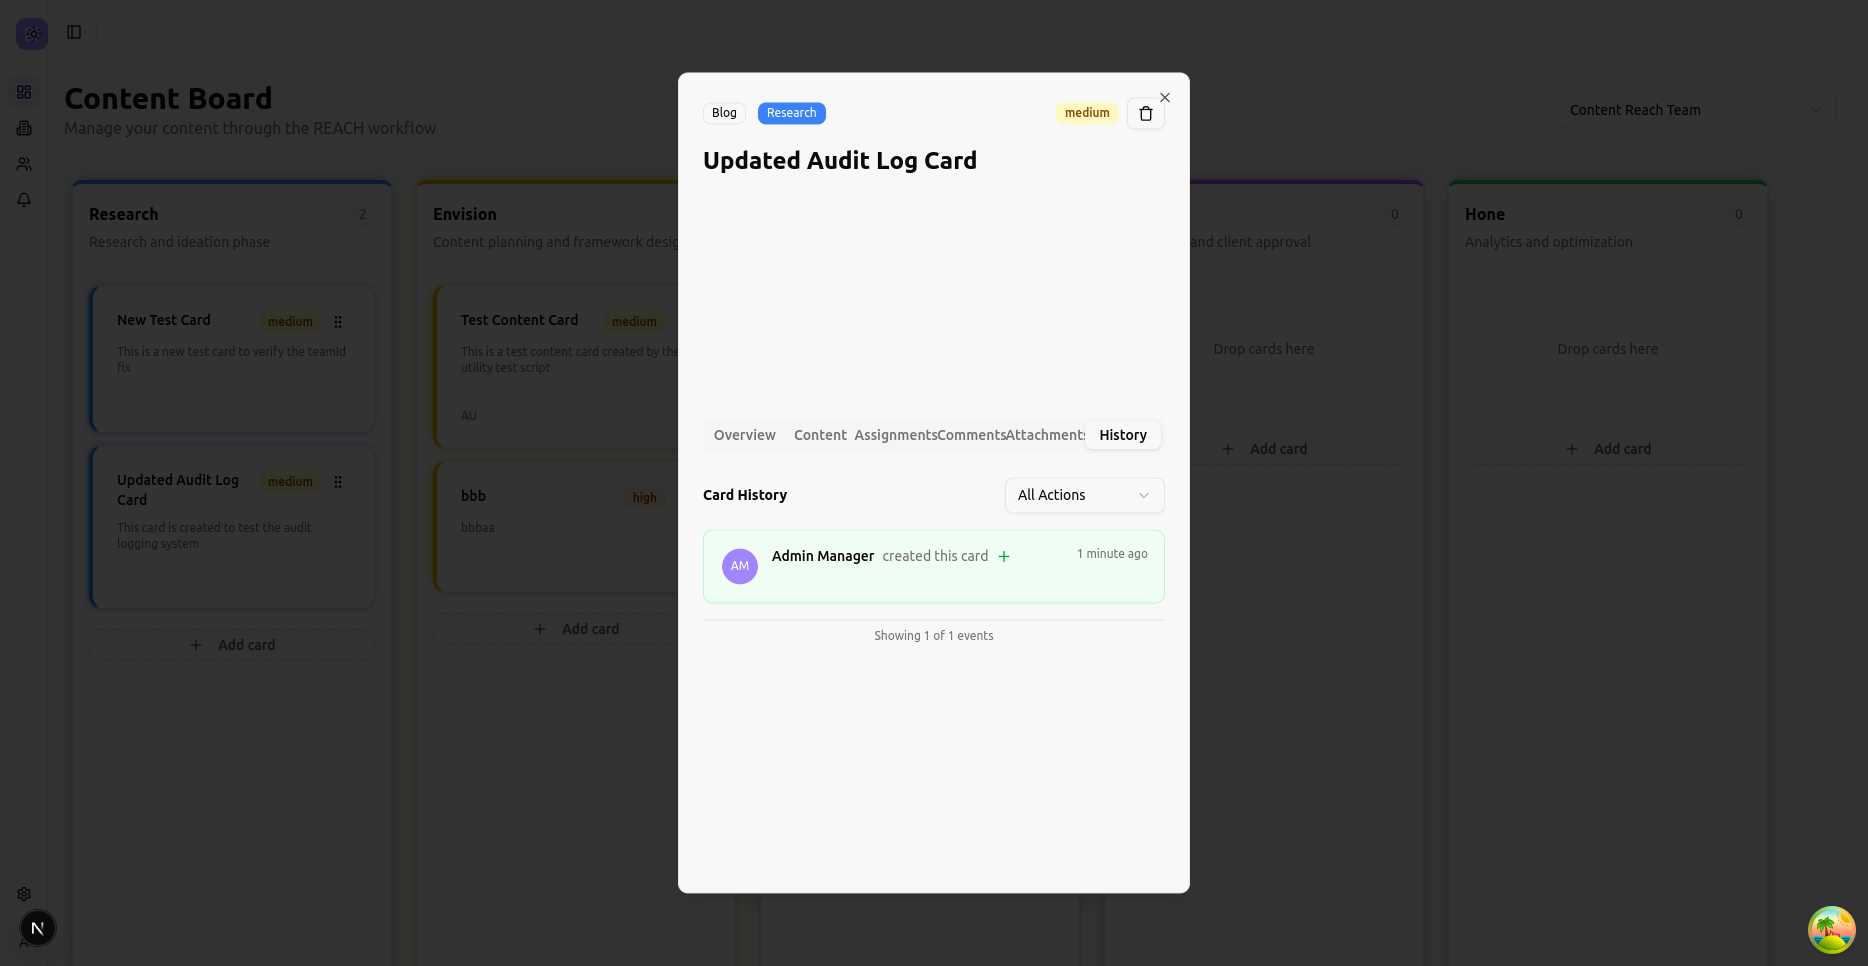 Content Board
Manage your content through the REACH workflow
Content Reach Team
Research
2
Research and ideation phase
New Test Card
medium
This is a new test card to verify the teamId
fix
Updated Audit Log
Card
medium
This card is created to test the audit
logging system
Add card
Envision
Content planning and framework desig
Test Content Card
medium
This is a test content card created by the
utility test script
AU
bbb
high
bbbaa
Add card
Blog
Research
medium
Updated Audit Log Card
Overview
Content
Assignments
Comments
Attachments
History
Card History
All Actions
AM
Admin Manager created this card
1 minute ago
Showing 1 of 1 events
0
and client approval
Drop cards here
Add card
Hone
0
Analytics and optimization
Drop cards here
Add card
N